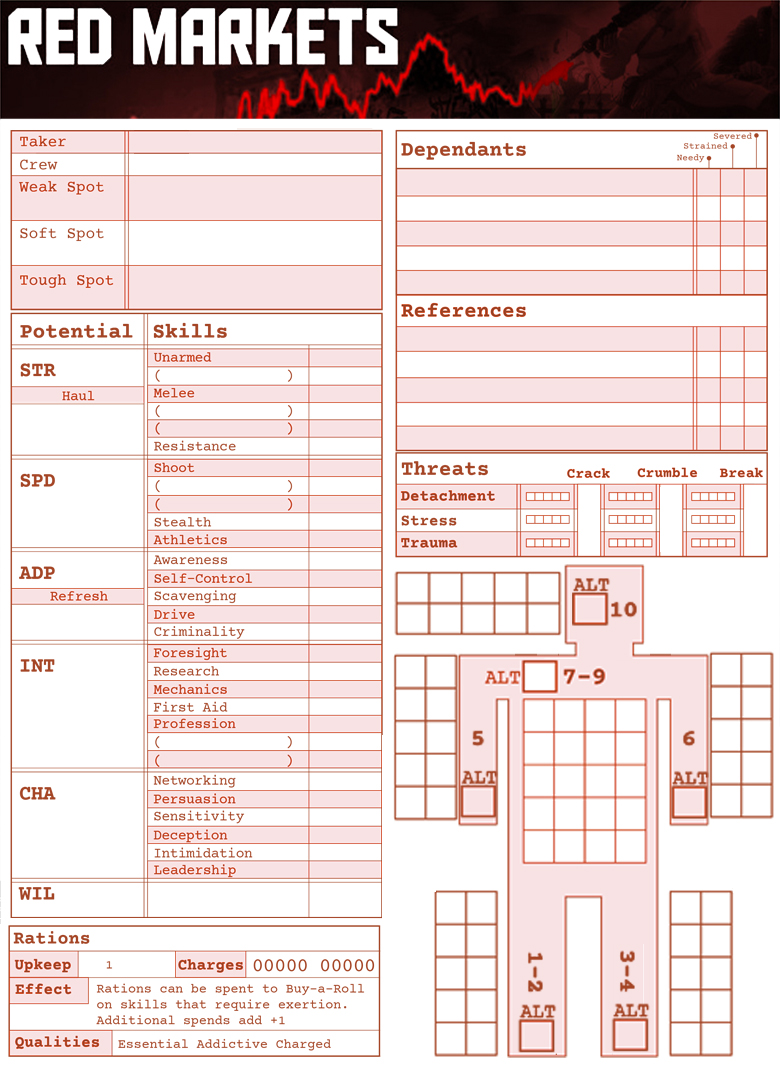 RED MARKETS
Taker
Crew
Weak Spot
Soft Spot
Tough Spot
Potential Skills
STR
Haul
Unarmed
( )
Melee
( )
( )
Resistance
SPD
Shoot
( )
( )
Stealth
Athletics
ADP
Refresh
Awareness
Self-Control
Scavenging
Drive
Criminality
INT
Foresight
Research
Mechanics
First Aid
Profession
( )
( )
CHA
Networking
Persuasion
Sensitivity
Deception
Intimidation
Leadership
WIL
Rations
Upkeep 1 Charges 00000 00000
Effect Rations can be spent to Buy-a-Roll
on skills that require exertion.
Additional spends add +1
Qualities Essential Addictive Charged
Dependants
Severed
Strained
Needy
References
Threats Crack Crumble Break
Detachment
Stress
Trauma
ALT
10
ALT 7-9
5
ALT
6
ALT
1-2
ALT
3-4
ALT